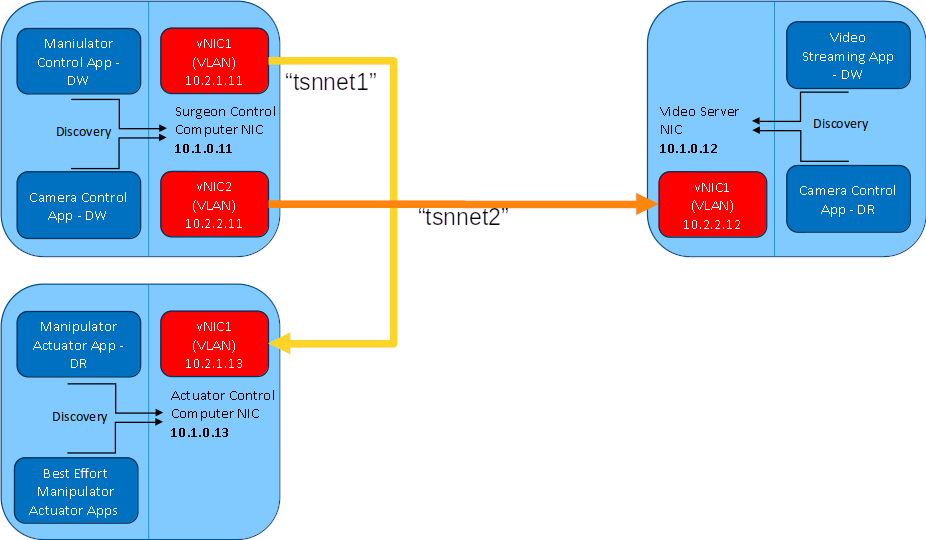 Maniulator
Control App -
DW
vNIC1
(VLAN)
10.2.1.11
Discovery
Surgeon Control
Computer NIC
10.1.0.11
Camera Control
App - DW
vNIC2
(VLAN)
10.2.2.11
“tsnnet1”
“tsnnet2”
Video Server
NIC
10.1.0.12
vNIC1
(VLAN)
10.2.2.12
Video
Streaming App
- DW
Discovery
Camera Control
App - DR
Manipulator
Actuator App -
DR
vNIC1
(VLAN)
10.2.1.13
Discovery
Actuator Control
Computer NIC
10.1.0.13
Best Effort
Manipulator
Actuator Apps